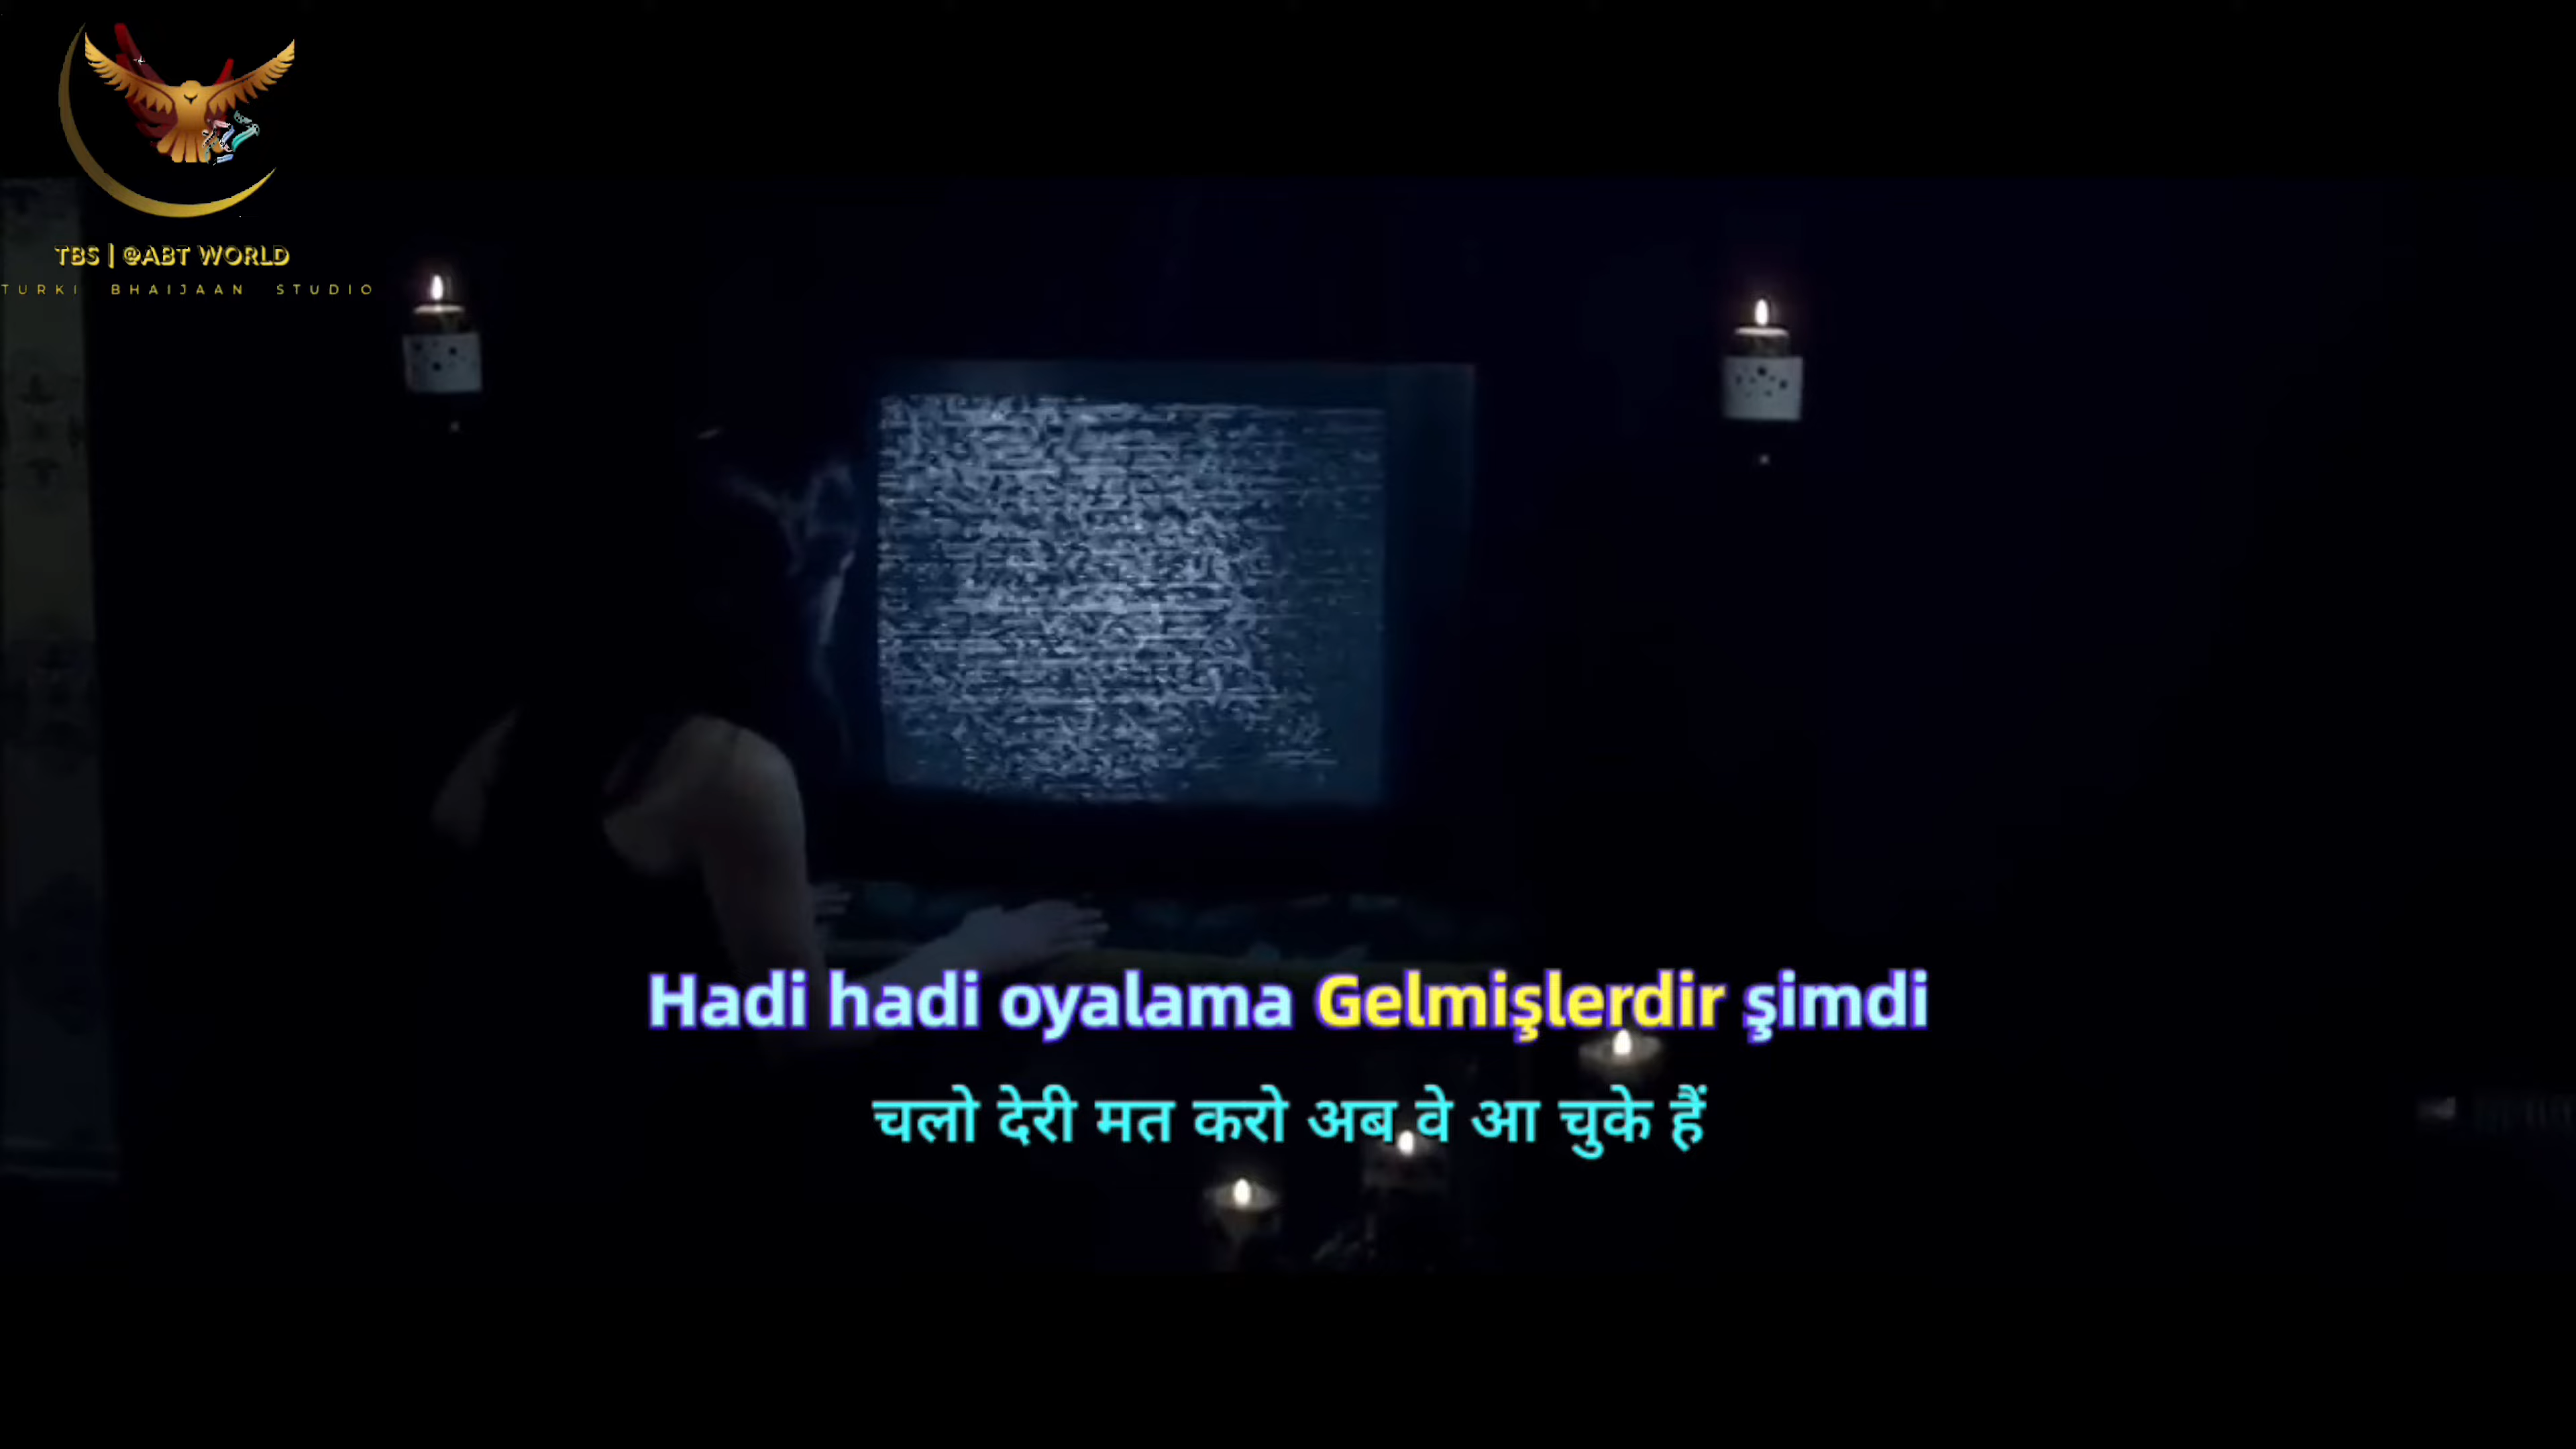 TBS | @ABT WORLD
TURKI BHAIJAAN STUDIO
Hadi hadi oyalama Gelmişlerdir şimdi
चलो देरी मत करो अब वे आ चुके हैं